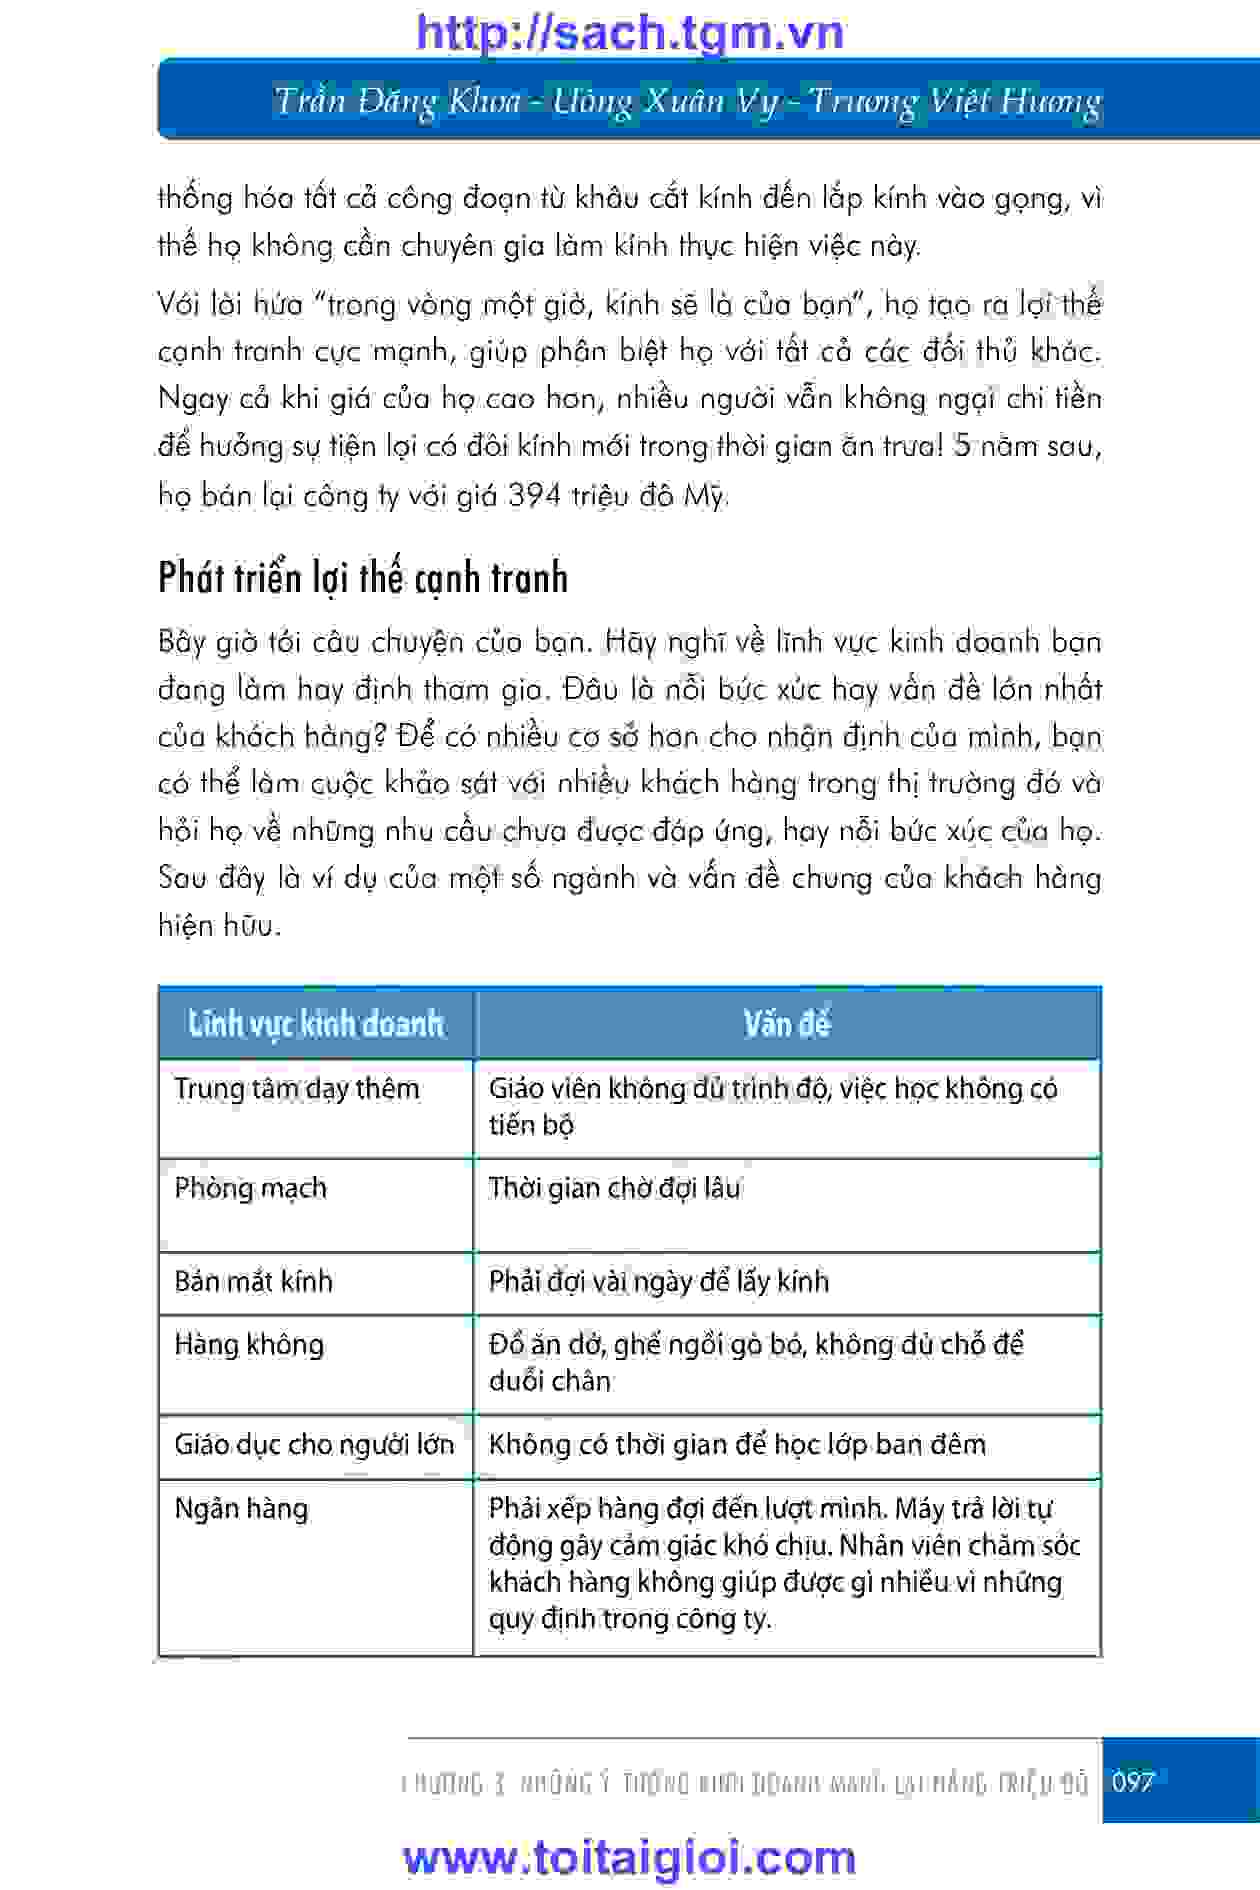 http://sach.tgm.vn
Trần Đăng Khoa - Uông Xuân Vy - Trương Việt Hương
thống hóa tất cả công đoạn từ khâu cắt kính đến lắp kính vào gọng, vì
thế họ không cần chuyên gia làm kính thực hiện việc này.
Với lời hứa “trong vòng một giờ, kính sẽ là của bạn”, họ tạo ra lợi thế
cạnh tranh cực mạnh, giúp phân biệt họ với tất cả các đối thủ khác.
Ngay cả khi giá của họ cao hơn, nhiều người vẫn không ngại chi tiền
để hưởng sự tiện lợi có đôi kính mới trong thời gian ăn trưa! 5 năm sau,
họ bán lại công ty với giá 394 triệu đô Mỹ.
Phát triển lợi thế cạnh tranh
Bây giờ tới câu chuyện của bạn. Hãy nghĩ về lĩnh vực kinh doanh bạn
đang làm hay định tham gia. Đâu là nỗi bức xúc hay vấn đề lớn nhất
của khách hàng? Để có nhiều cơ sở hơn cho nhận định của mình, bạn
có thể làm cuộc khảo sát với nhiều khách hàng trong thị trường đó và
hỏi họ về những nhu cầu chưa được đáp ứng, hay nỗi bức xúc của họ.
Sau đây là ví dụ của một số ngành và vấn đề chung của khách hàng
hiện hữu.
Lĩnh vực kinh doanh Vấn đề
Trung tâm dạy thêm Giáo viên không đủ trình độ, việc học không có
tiến bộ
Phòng mạch Thời gian chờ đợi lâu
Bán mắt kính Phải đợi vài ngày để lấy kính
Hàng không Đồ ăn dở, ghế ngồi gò bó, không đủ chỗ để
duỗi chân
Giáo dục cho người lớn Không có thời gian để học lớp ban đêm
Ngân hàng Phải xếp hàng đợi đến lượt mình. Máy trả lời tự
động gây cảm giác khó chịu. Nhân viên chăm sóc
khách hàng không giúp được gì nhiều vì những
quy định trong công ty.
CHƯƠNG 3: NHỮNG Ý TƯỞNG KINH DOANH MANG LẠI HÀNG TRIỆU ĐÔ 097
www.toitaigioi.com